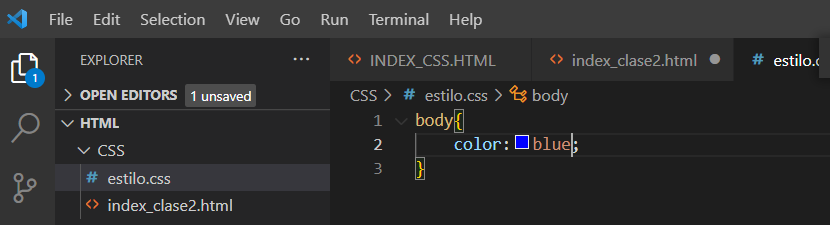 File Edit Selection View Go Run Terminal Help
EXPLORER ...
INDEX_CSS.HTML index_clase2.html estilo.c
1
OPEN EDITORS 1 unsaved
CSS > estilo.css > body
HTML
1 body{
CSS
2 color:blue;
estilo.css
3 }
index_clase2.html